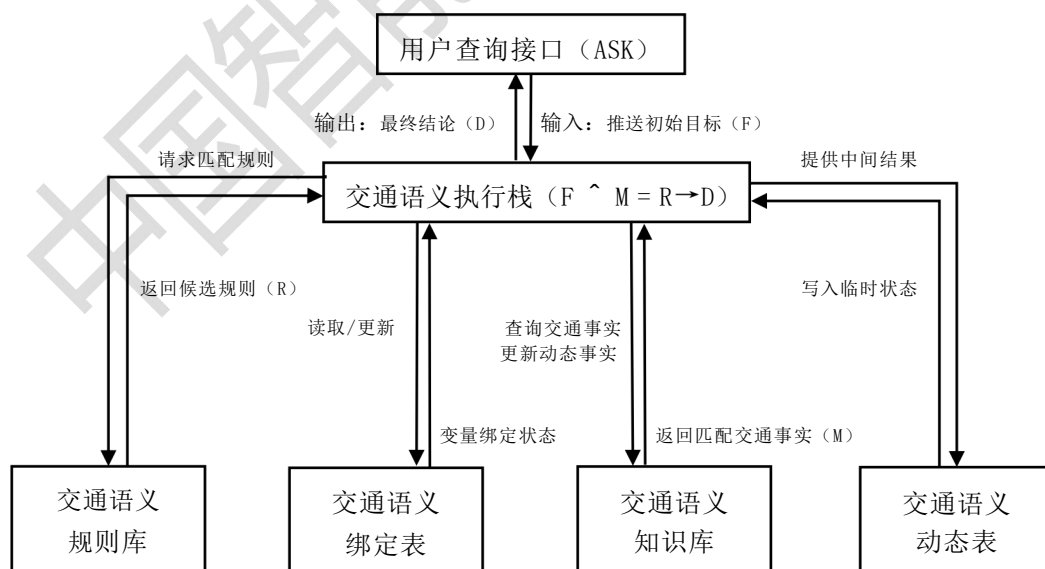 中国智能
用户查询接口（ASK）
输出：最终结论（D）
输入：推送初始目标（F）
请求匹配规则
提供中间结果
交通语义执行栈（F ^ M = R→D）
返回候选规则（R）
写入临时状态
读取/更新
查询交通事实
更新动态事实
变量绑定状态
返回匹配交通事实（M）
交通语义
规则库
交通语义
绑定表
交通语义
知识库
交通语义
动态表